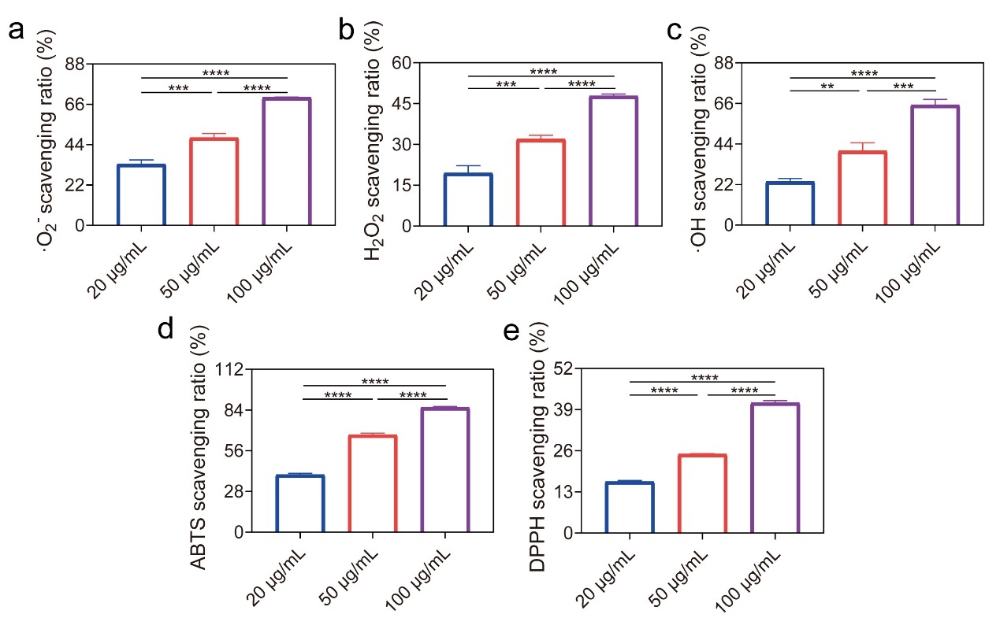 a
·O2⁻ scavenging ratio (%)
88
66
44
22
0
****
*** ****
20 µg/mL
50 µg/mL
100 µg/mL
b
H2O2 scavenging ratio (%)
60
45
30
15
0
****
*** ****
20 µg/mL
50 µg/mL
100 µg/mL
c
·OH scavenging ratio (%)
88
66
44
22
0
****
** ***
20 µg/mL
50 µg/mL
100 µg/mL
d
ABTS scavenging ratio (%)
112
84
56
28
0
****
**** ****
20 µg/mL
50 µg/mL
100 µg/mL
e
DPPH scavenging ratio (%)
52
39
26
13
0
****
**** ****
20 µg/mL
50 µg/mL
100 µg/mL